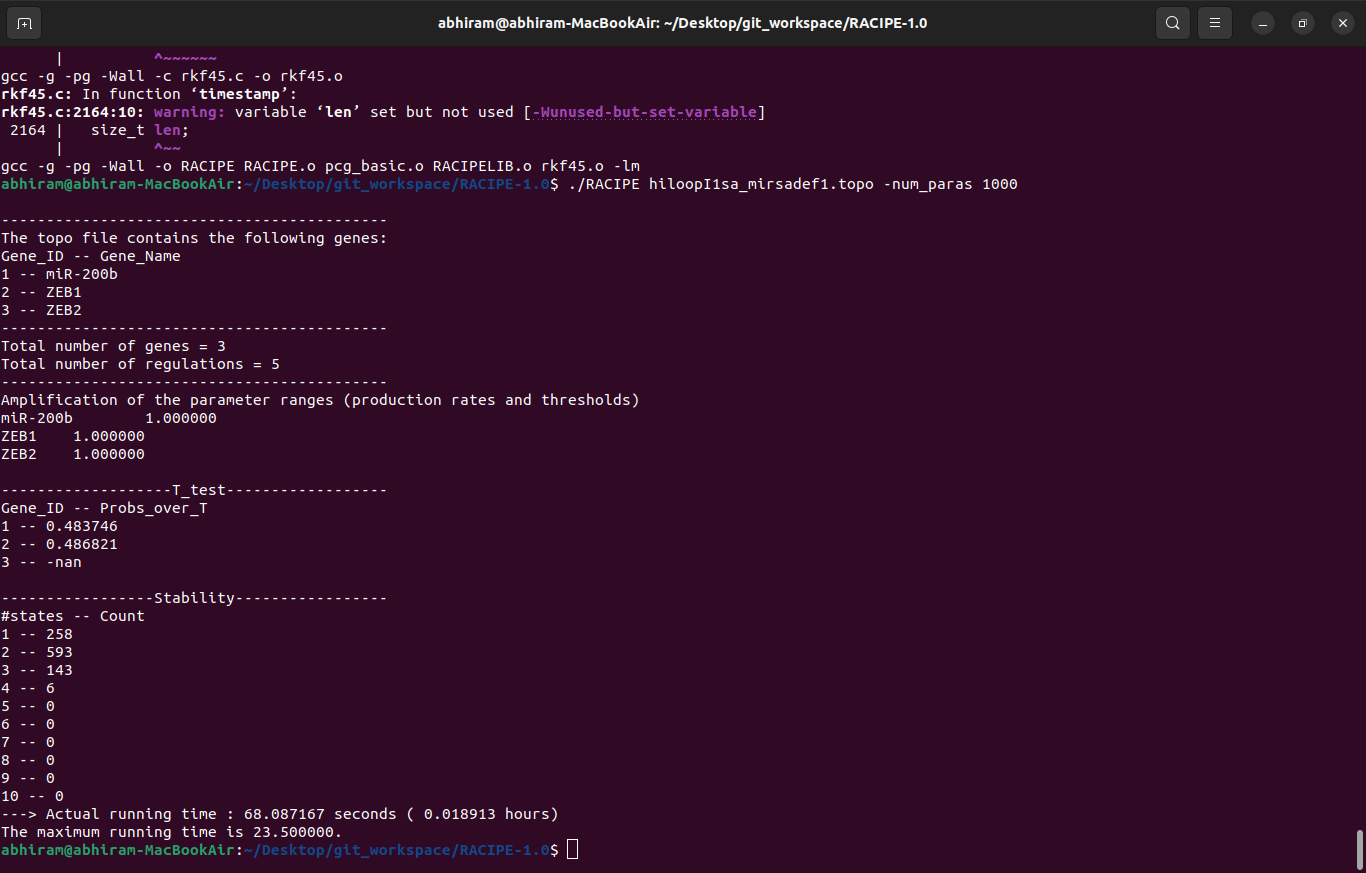 abhiram@abhiram-MacBookAir: ~/Desktop/git_workspace/RACIPE-1.0
      |          ^~~~~~~
gcc -g -pg -Wall -c rkf45.c -o rkf45.o
rkf45.c: In function ‘timestamp’:
rkf45.c:2164:10: warning: variable ‘len’ set but not used [-Wunused-but-set-variable]
 2164 |   size_t len;
      |          ^~~
gcc -g -pg -Wall -o RACIPE RACIPE.o pcg_basic.o RACIPELIB.o rkf45.o -lm
abhiram@abhiram-MacBookAir:~/Desktop/git_workspace/RACIPE-1.0$ ./RACIPE hiloopI1sa_mirsadef1.topo -num_paras 1000
-------------------------------------------
The topo file contains the following genes:
Gene_ID -- Gene_Name
1 -- miR-200b
2 -- ZEB1
3 -- ZEB2
-------------------------------------------
Total number of genes = 3
Total number of regulations = 5
-------------------------------------------
Amplification of the parameter ranges (production rates and thresholds)
miR-200b        1.000000
ZEB1    1.000000
ZEB2    1.000000
-------------------T_test------------------
Gene_ID -- Probs_over_T
1 -- 0.483746
2 -- 0.486821
3 -- -nan
-----------------Stability-----------------
#states -- Count
1 -- 258
2 -- 593
3 -- 143
4 -- 6
5 -- 0
6 -- 0
7 -- 0
8 -- 0
9 -- 0
10 -- 0
---> Actual running time : 68.087167 seconds ( 0.018913 hours)
The maximum running time is 23.500000.
abhiram@abhiram-MacBookAir:~/Desktop/git_workspace/RACIPE-1.0$